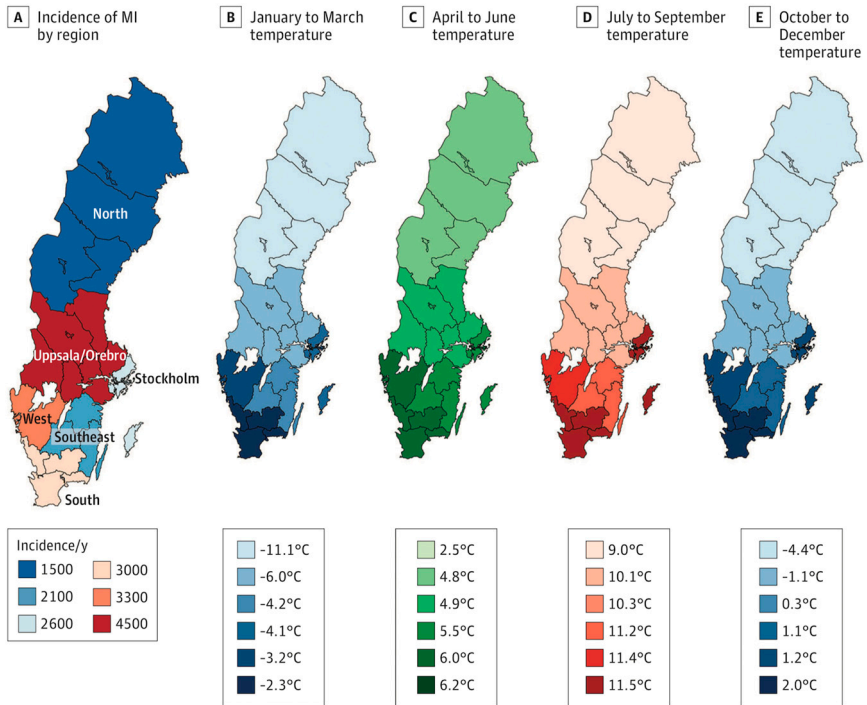 A Incidence of MI
by region
B January to March
temperature
C April to June
temperature
D July to September
temperature
E October to
December
temperature
North
Uppsala/Orebro
Stockholm
West
Southeast
South
Incidence/y
1500
3000
2100
3300
2600
4500
-11.1°C
-6.0°C
-4.2°C
-4.1°C
-3.2°C
-2.3°C
2.5°C
4.8°C
4.9°C
5.5°C
6.0°C
6.2°C
9.0°C
10.1°C
10.3°C
11.2°C
11.4°C
11.5°C
-4.4°C
-1.1°C
0.3°C
1.1°C
1.2°C
2.0°C